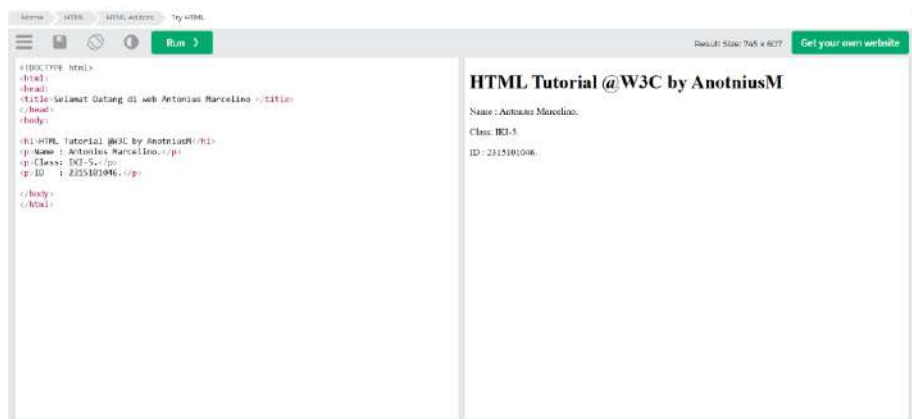 Home HTML HTML editors Try HTML
Run ❯
Result Size: 745 x 607
Get your own website
<!DOCTYPE html>
<html>
<head>
<title>Selamat Datang di web Antonius Marcelino </title>
</head>
<body>
<h1>HTML Tutorial @W3C by AnotniusM</h1>
<p>Name : Antonius Marcelino.</p>
<p>Class: IKI-5.</p>
<p>ID : 2315101046.</p>
</body>
</html>
HTML Tutorial @W3C by AnotniusM
Name : Antonius Marcelino.
Class: IKI-5.
ID : 2315101046.